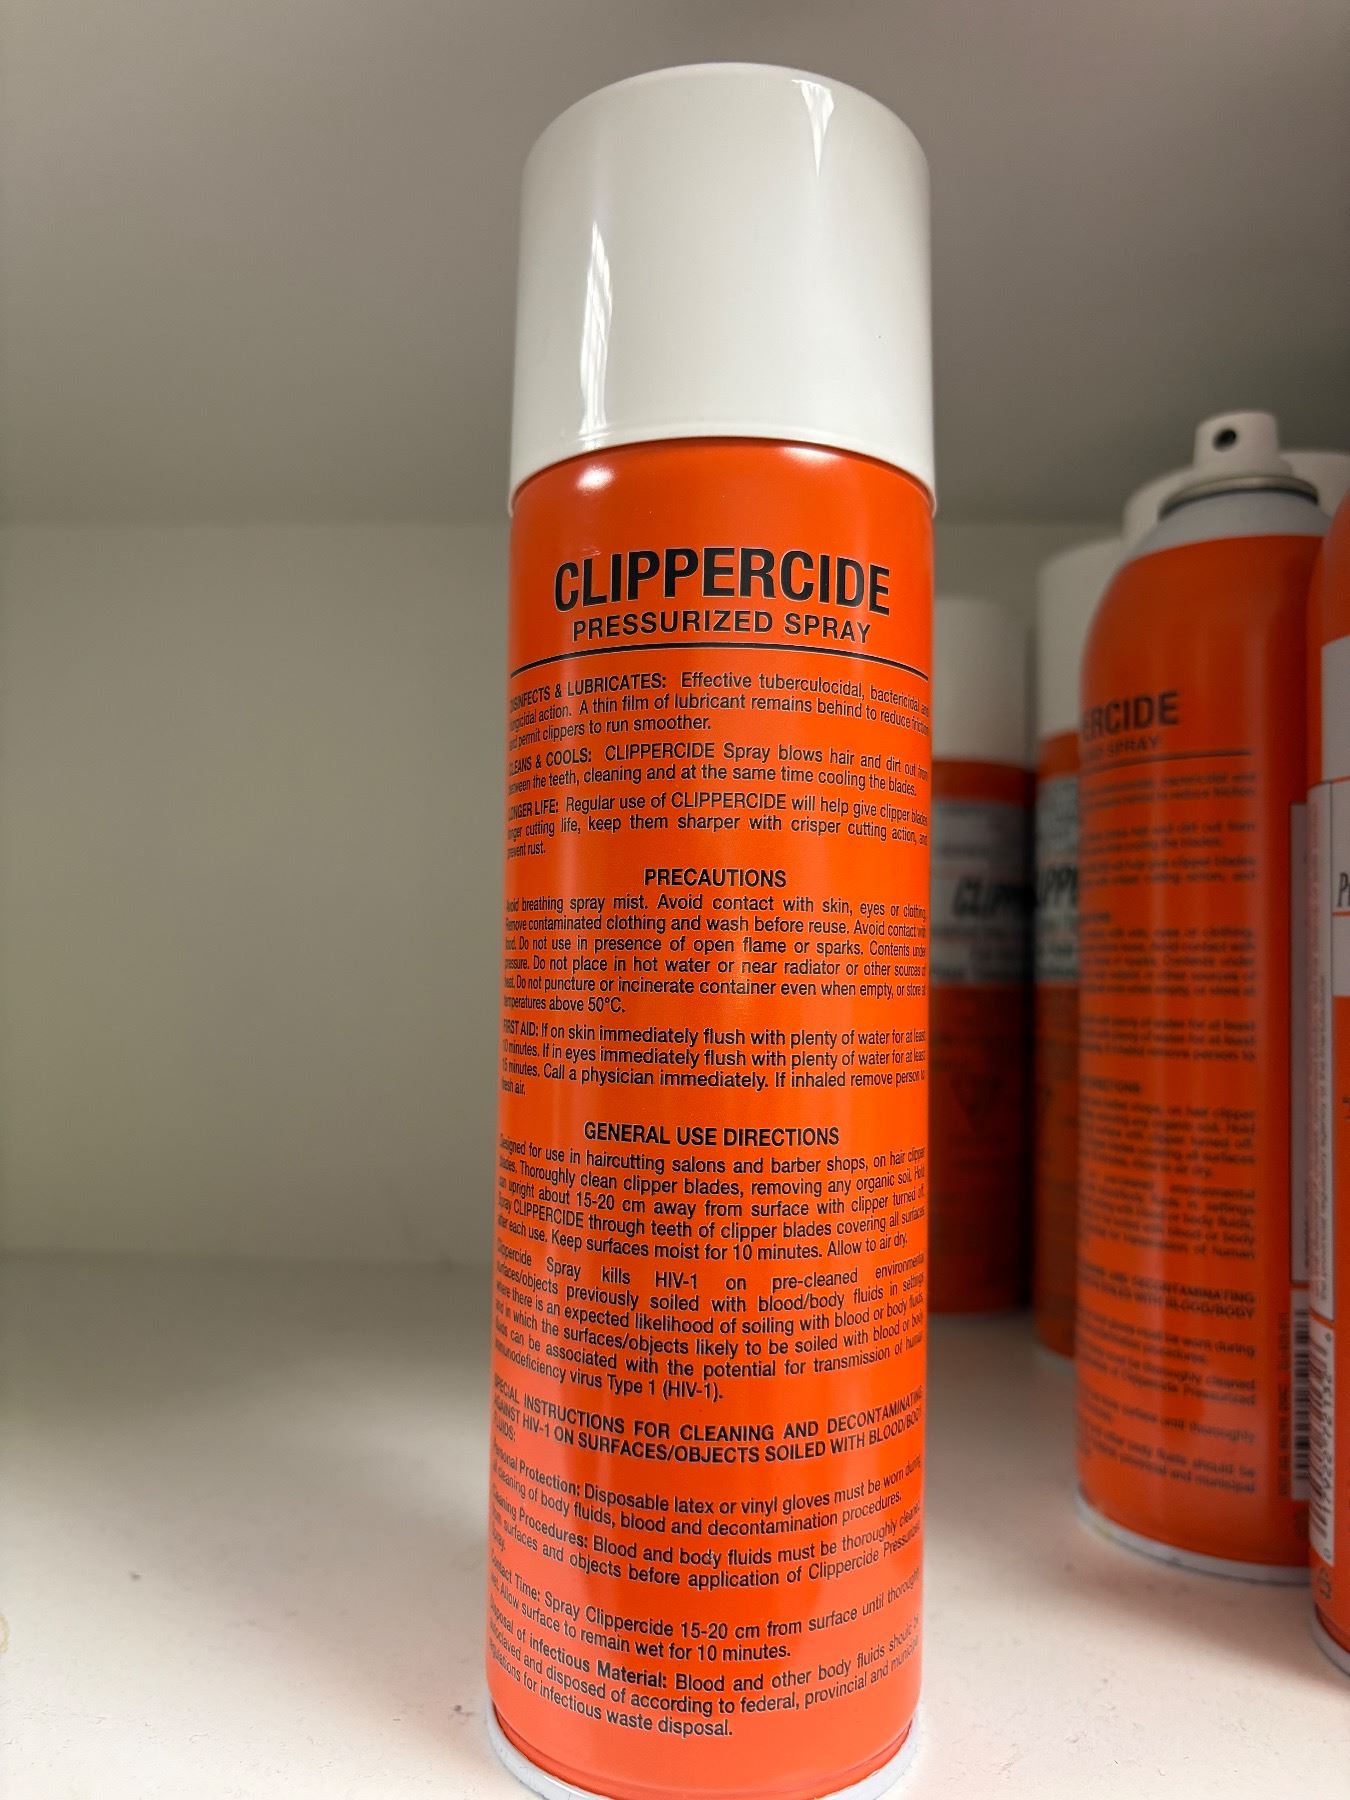 CLIPPERCIDE
PRESSURIZED SPRAY
DISINFECTS & LUBRICATES: Effective tuberculocidal, bactericidal and
fungicidal action. A thin film of lubricant remains behind to reduce friction
and permit clippers to run smoother.
CLEANS & COOLS: CLIPPERCIDE Spray blows hair and dirt out from
between the teeth, cleaning and at the same time cooling the blades.
LONGER LIFE: Regular use of CLIPPERCIDE will help give clipper blades
longer cutting life, keep them sharper with crisper cutting action, and
prevent rust.
PRECAUTIONS
Avoid breathing spray mist. Avoid contact with skin, eyes or clothing.
Remove contaminated clothing and wash before reuse. Avoid contact with
food. Do not use in presence of open flame or sparks. Contents under
pressure. Do not place in hot water or near radiator or other sources of
heat. Do not puncture or incinerate container even when empty, or store at
temperatures above 50°C.
FIRST AID: If on skin immediately flush with plenty of water for at least
10 minutes. If in eyes immediately flush with plenty of water for at least
15 minutes. Call a physician immediately. If inhaled remove person to
fresh air.
GENERAL USE DIRECTIONS
Designed for use in haircutting salons and barber shops, on hair clipper
blades. Thoroughly clean clipper blades, removing any organic soil. Hold
can upright about 15-20 cm away from surface with clipper turned off.
Spray CLIPPERCIDE through teeth of clipper blades covering all surfaces
after each use. Keep surfaces moist for 10 minutes. Allow to air dry.
Clippercide Spray kills HIV-1 on pre-cleaned environmental
surfaces/objects previously soiled with blood/body fluids in settings
where there is an expected likelihood of soiling with blood or body fluids,
and in which the surfaces/objects likely to be soiled with blood or body
fluids can be associated with the potential for transmission of human
immunodeficiency virus Type 1 (HIV-1).
SPECIAL INSTRUCTIONS FOR CLEANING AND DECONTAMINATING
AGAINST HIV-1 ON SURFACES/OBJECTS SOILED WITH BLOOD/BODY
FLUIDS:
Personal Protection: Disposable latex or vinyl gloves must be worn during
all cleaning of body fluids, blood and decontamination procedures.
Cleaning Procedures: Blood and body fluids must be thoroughly cleaned
from surfaces and objects before application of Clippercide Pressurized
Spray.
Contact Time: Spray Clippercide 15-20 cm from surface until thoroughly
wet. Allow surface to remain wet for 10 minutes.
Disposal of infectious Material: Blood and other body fluids should be
autoclaved and disposed of according to federal, provincial and municipal
regulations for infectious waste disposal.
CLIPP
ERCIDE